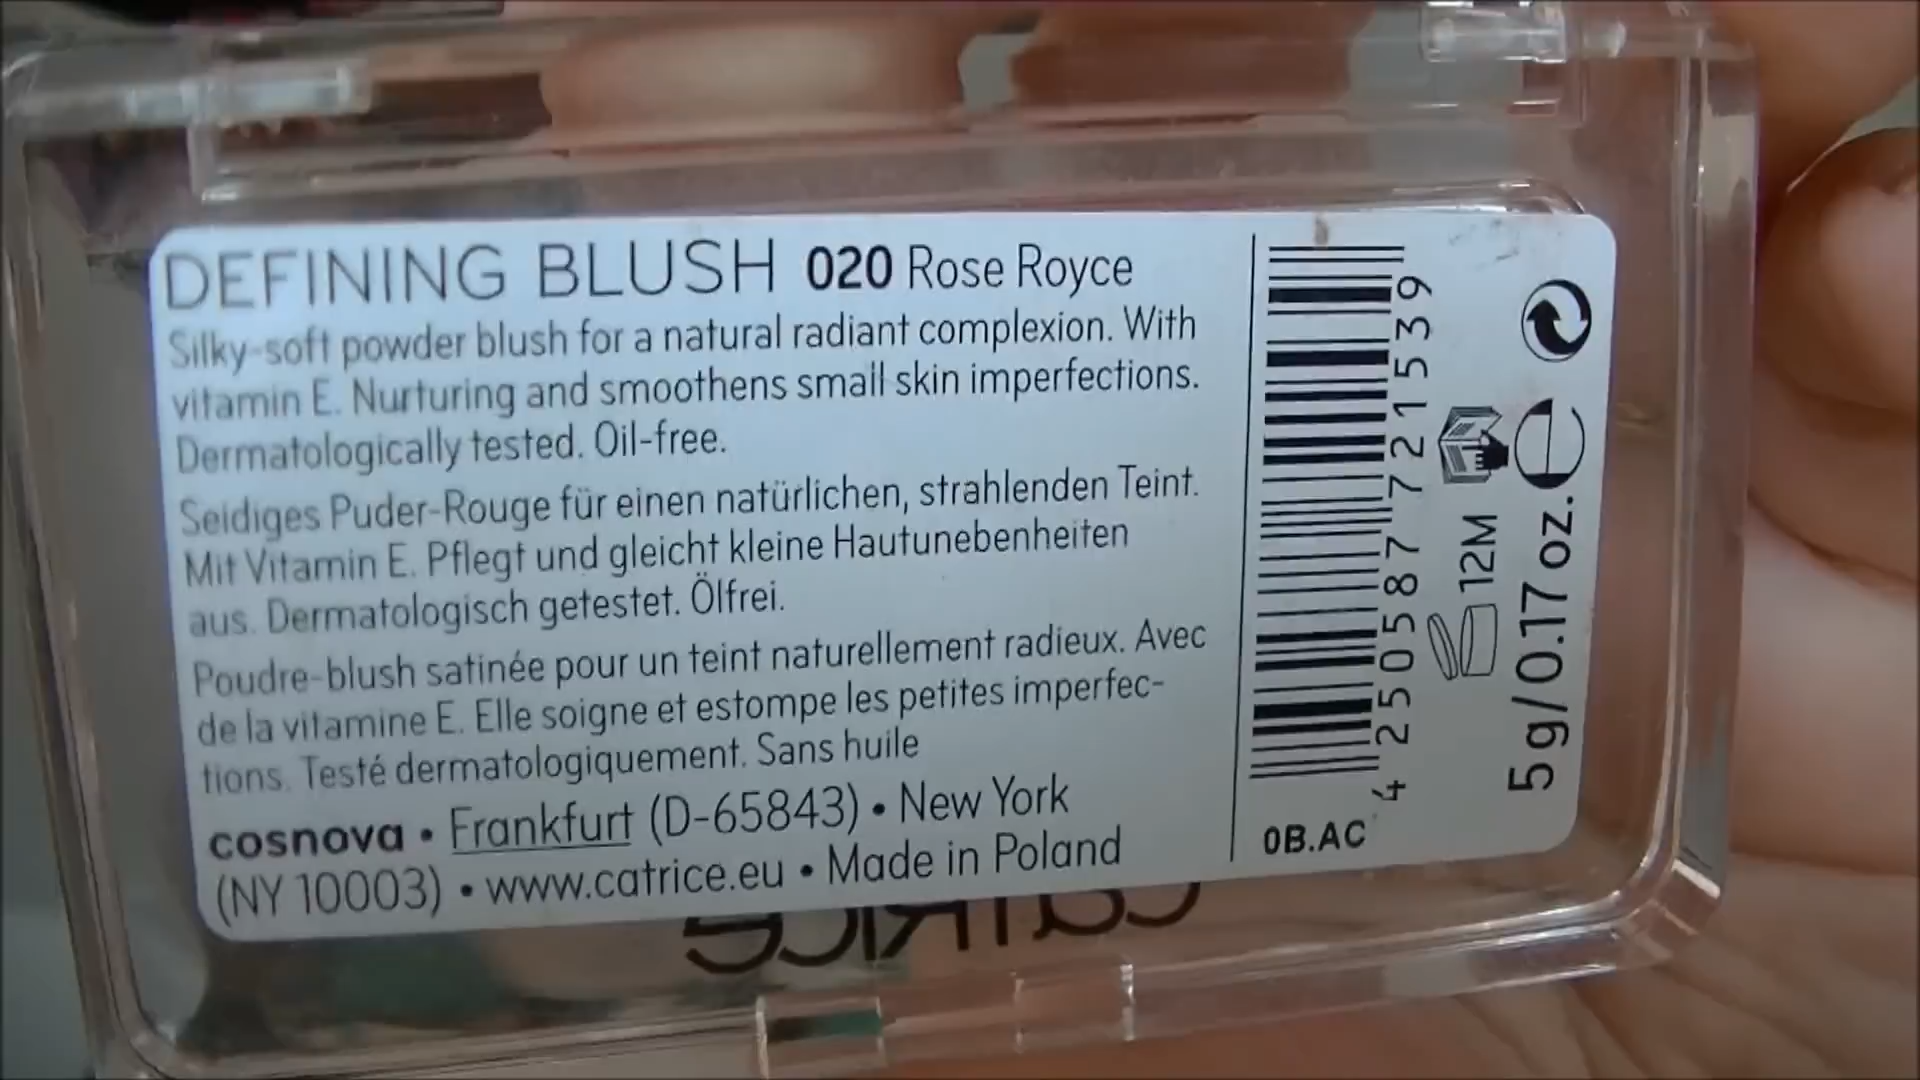 DEFINING BLUSH 020 Rose Royce
Silky-soft powder blush for a natural radiant complexion. With
vitamin E. Nurturing and smoothens small skin imperfections.
Dermatologically tested. Oil-free.
Seidiges Puder-Rouge für einen natürlichen, strahlenden Teint.
Mit Vitamin E. Pflegt und gleicht kleine Hautunebenheiten
aus. Dermatologisch getestet. Ölfrei.
Poudre-blush satinée pour un teint naturellement radieux. Avec
de la vitamine E. Elle soigne et estompe les petites imperfec-
tions. Testé dermatologiquement. Sans huile
cosnova • Frankfurt (D-65843) • New York
(NY 10003) • www.catrice.eu • Made in Poland
4 250587 721539
0B.AC
12M
5 g/0.17 oz. e
CATRICE